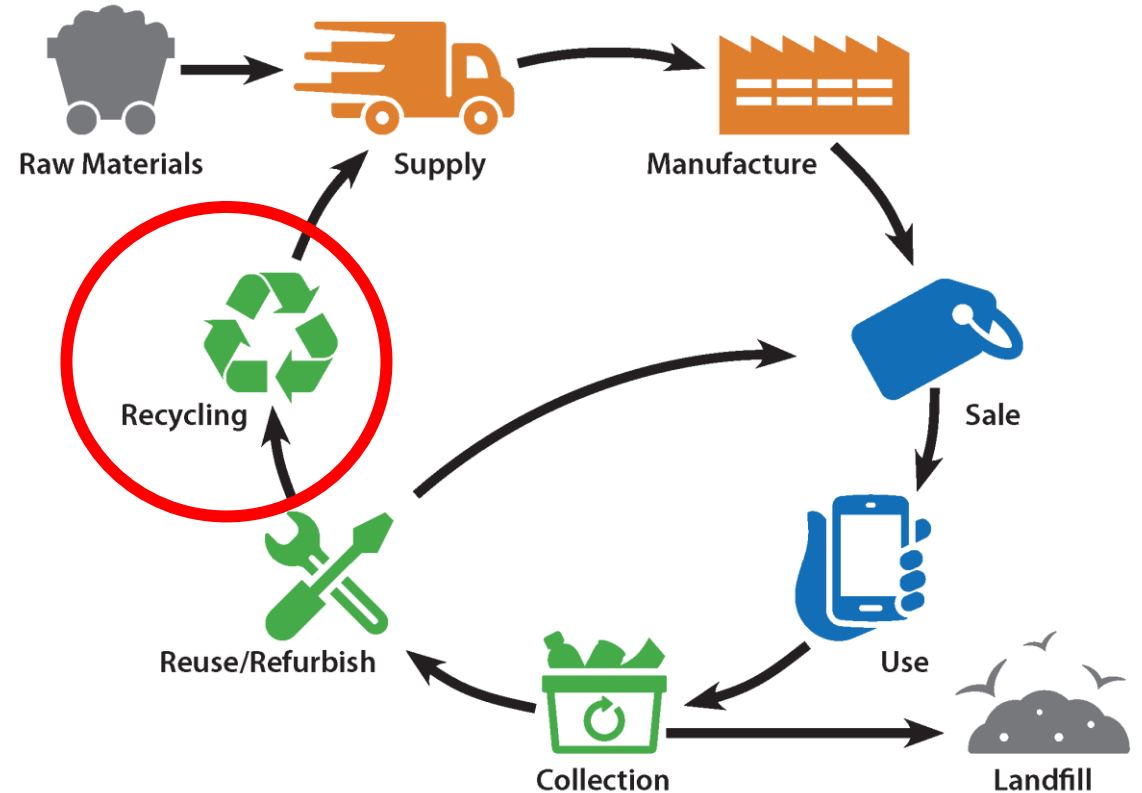 Raw Materials
Supply
Manufacture
Recycling
Sale
Reuse/Refurbish
Use
Collection
Landfill